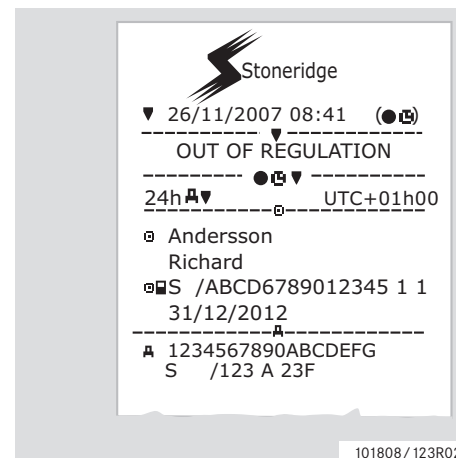 Stoneridge
▼ 26/11/2007 08:41 (●)
OUT OF REGULATION
24h UTC+01h00
Andersson
Richard
S /ABCD6789012345 1 1
31/12/2012
1234567890ABCDEFG
S /123 A 23F
101808/123R02